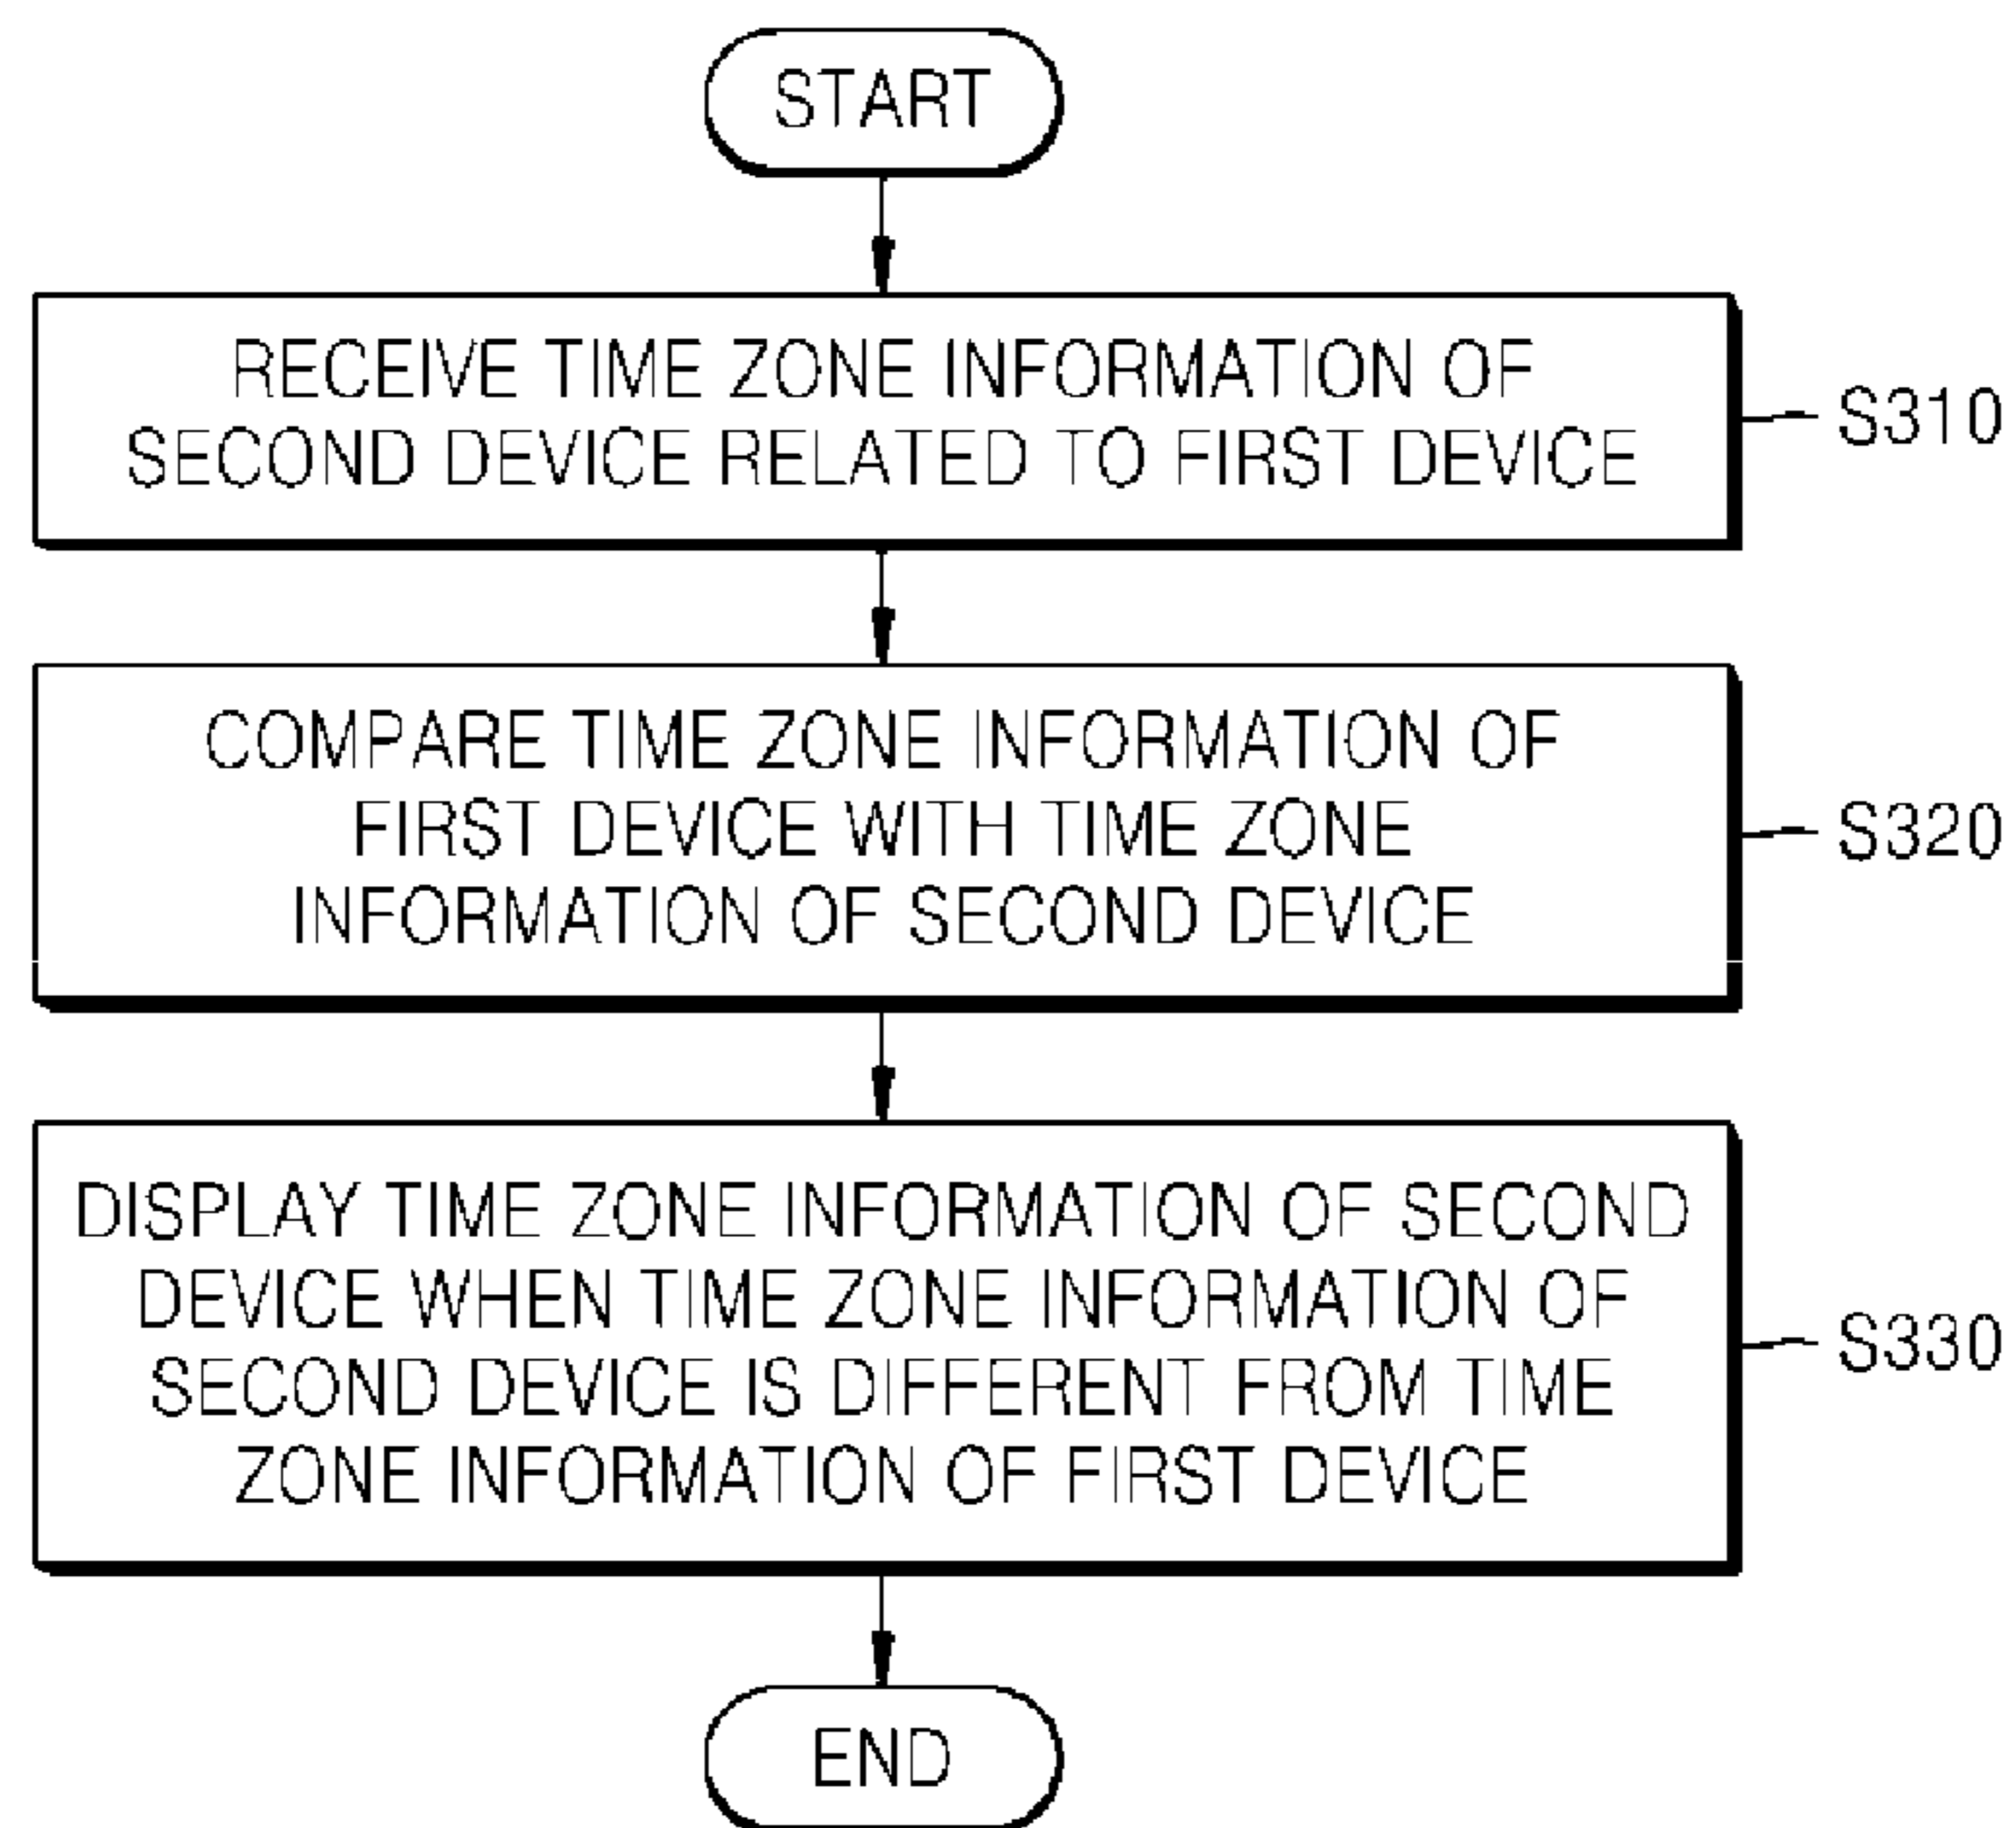 START
RECEIVE TIME ZONE INFORMATION OF
SECOND DEVICE RELATED TO FIRST DEVICE
S310
COMPARE TIME ZONE INFORMATION OF
FIRST DEVICE WITH TIME ZONE
INFORMATION OF SECOND DEVICE
S320
DISPLAY TIME ZONE INFORMATION OF SECOND
DEVICE WHEN TIME ZONE INFORMATION OF
SECOND DEVICE IS DIFFERENT FROM TIME
ZONE INFORMATION OF FIRST DEVICE
S330
END